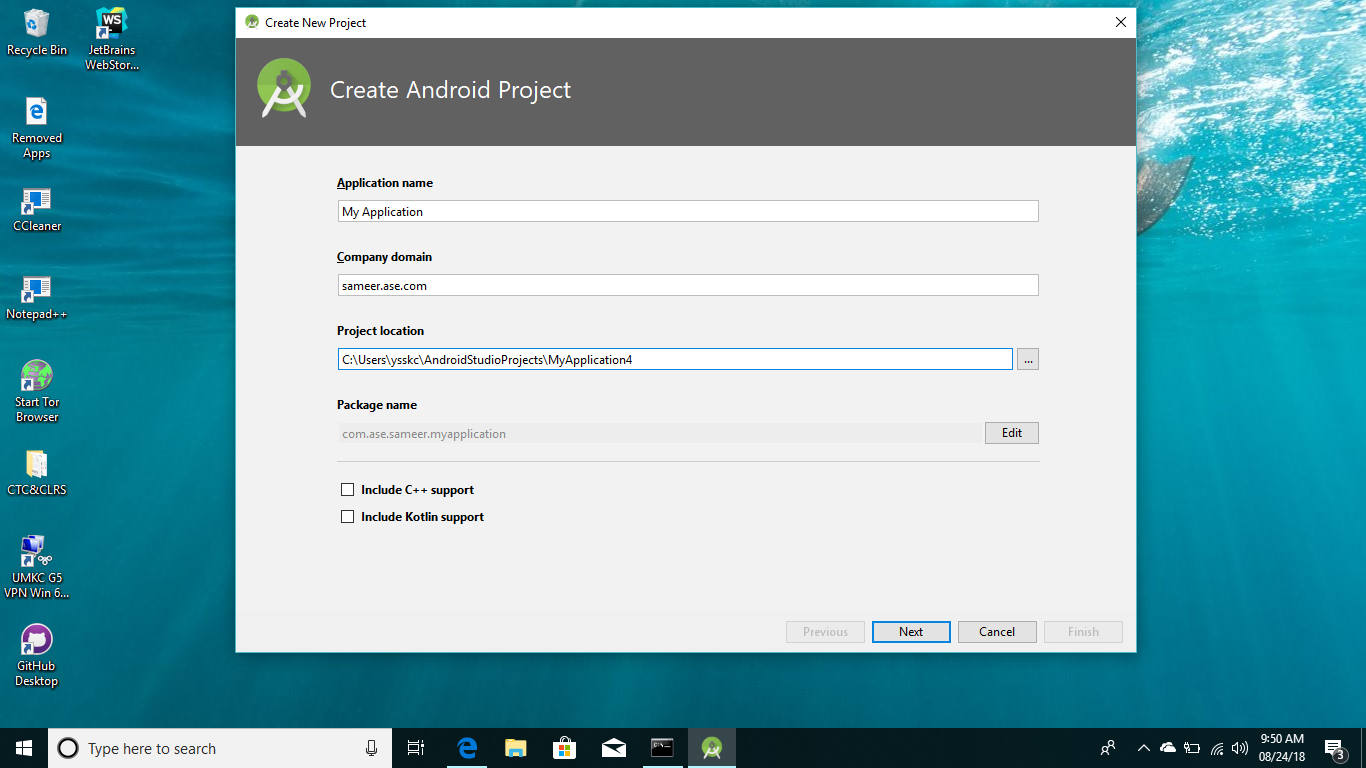 Recycle Bin
JetBrains
WebStor...
Removed
Apps
CCleaner
Notepad++
Start Tor
Browser
CTC&CLRS
UMKC G5
VPN Win 6...
GitHub
Desktop
WS
Create New Project
Create Android Project
Application name
My Application
Company domain
sameer.ase.com
Project location
C:\Users\ysskc\AndroidStudioProjects\MyApplication4
...
Package name
com.ase.sameer.myapplication
Edit
Include C++ support
Include Kotlin support
Previous
Next
Cancel
Finish
Type here to search
9:50 AM
08/24/18
3